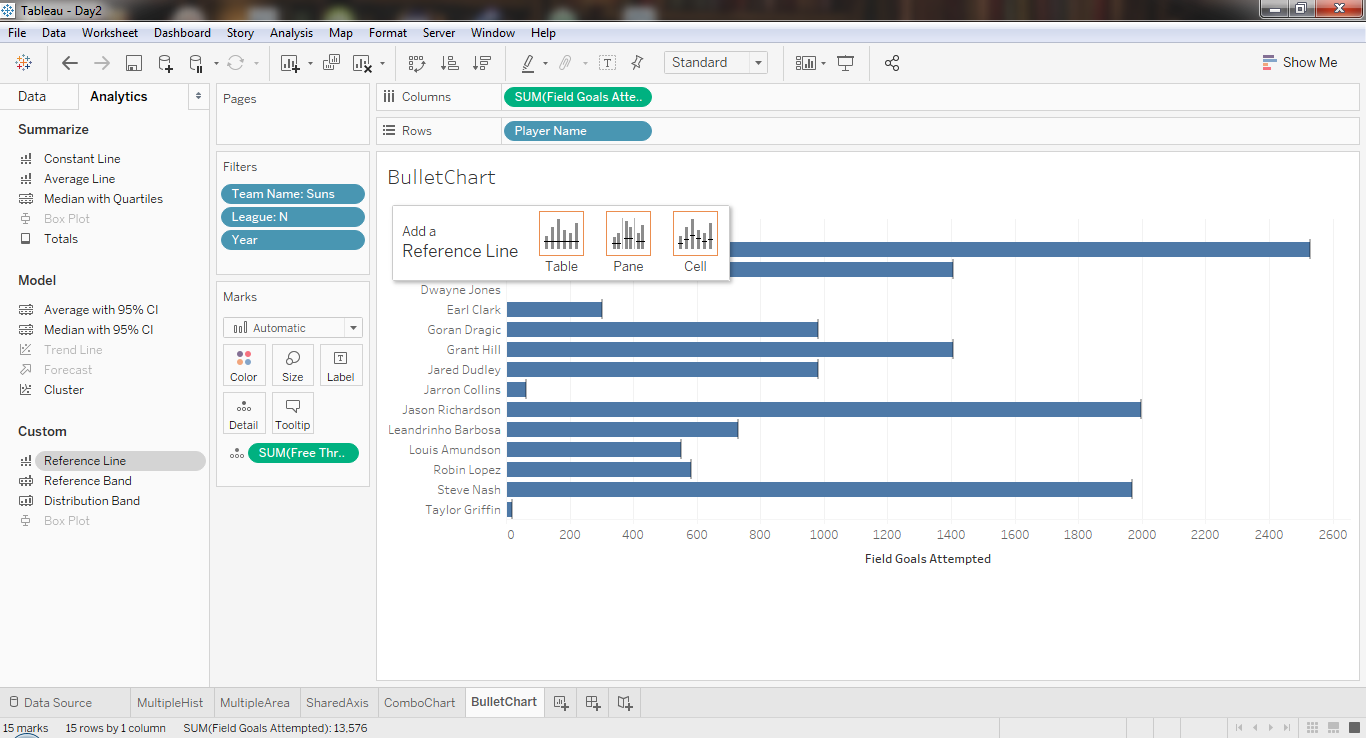 Tableau - Day2
File Data Worksheet Dashboard Story Analysis Map Format Server Window Help
Standard
Show Me
Data Analytics
Summarize
Constant Line
Average Line
Median with Quartiles
Box Plot
Totals
Model
Average with 95% CI
Median with 95% CI
Trend Line
Forecast
Cluster
Custom
Reference Line
Reference Band
Distribution Band
Box Plot
Pages
Filters
Team Name: Suns
League: N
Year
Marks
Automatic
Color Size Label
Detail Tooltip
SUM(Free Thr..
Columns SUM(Field Goals Atte..
Rows Player Name
BulletChart
Add a
Reference Line
Table Pane Cell
Dwayne Jones
Earl Clark
Goran Dragic
Grant Hill
Jared Dudley
Jarron Collins
Jason Richardson
Leandrinho Barbosa
Louis Amundson
Robin Lopez
Steve Nash
Taylor Griffin
0 200 400 600 800 1000 1200 1400 1600 1800 2000 2200 2400 2600
Field Goals Attempted
Data Source MultipleHist MultipleArea SharedAxis ComboChart BulletChart
15 marks 15 rows by 1 column SUM(Field Goals Attempted): 13,576